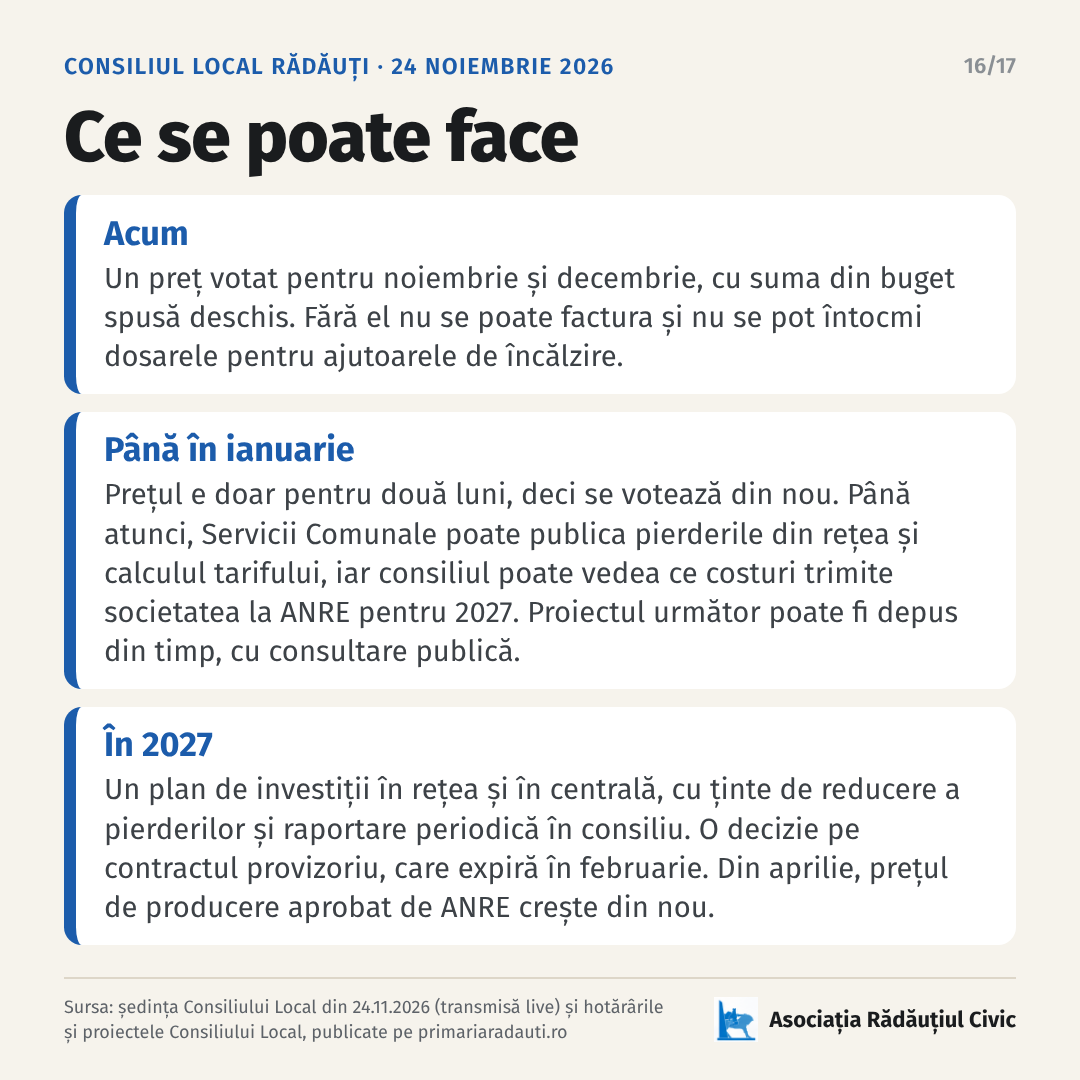 CONSILIUL LOCAL RĂDĂUȚI · 24 NOIEMBRIE 2026
16/17
Ce se poate face
Acum
Un preț votat pentru noiembrie și decembrie, cu suma din buget
spusă deschis. Fără el nu se poate factura și nu se pot întocmi
dosarele pentru ajutoarele de încălzire.
Până în ianuarie
Prețul e doar pentru două luni, deci se votează din nou. Până
atunci, Servicii Comunale poate publica pierderile din rețea și
calculul tarifului, iar consiliul poate vedea ce costuri trimite
societatea la ANRE pentru 2027. Proiectul următor poate fi depus
din timp, cu consultare publică.
În 2027
Un plan de investiții în rețea și în centrală, cu ținte de reducere a
pierderilor și raportare periodică în consiliu. O decizie pe
contractul provizoriu, care expiră în februarie. Din aprilie, prețul
de producere aprobat de ANRE crește din nou.
Sursa: ședința Consiliului Local din 24.11.2026 (transmisă live) și hotărârile
și proiectele Consiliului Local, publicate pe primariaradauti.ro
Asociația Rădăuțiul Civic